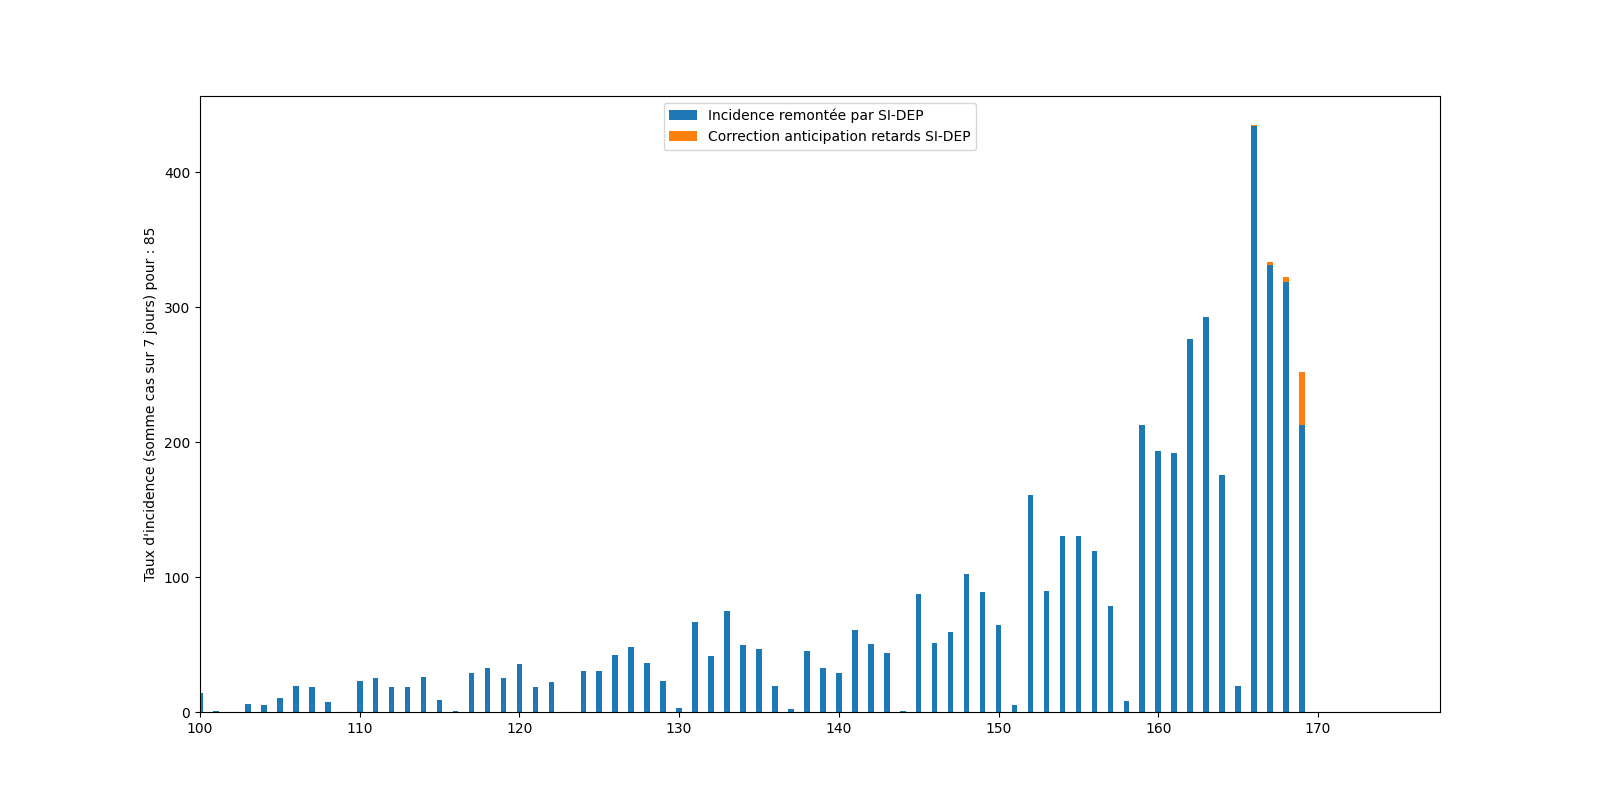 Incidence remontée par SI-DEP
Correction anticipation retards SI-DEP
Taux d'incidence (somme cas sur 7 jours) pour : 85
400
300
200
100
0
100 110 120 130 140 150 160 170